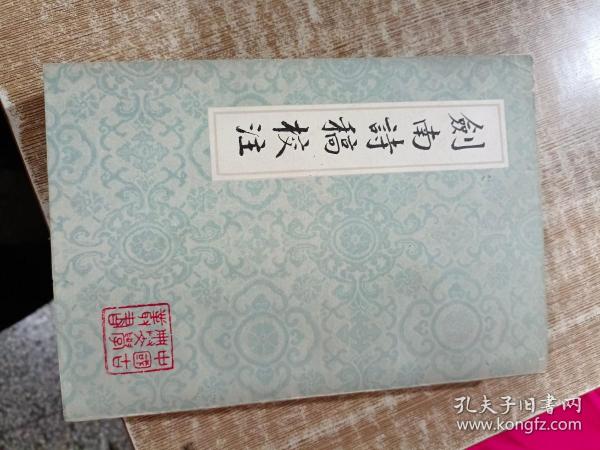 劍南詩稿校注
中國古
典文學
叢書
孔夫子旧书网
www.kongfz.com